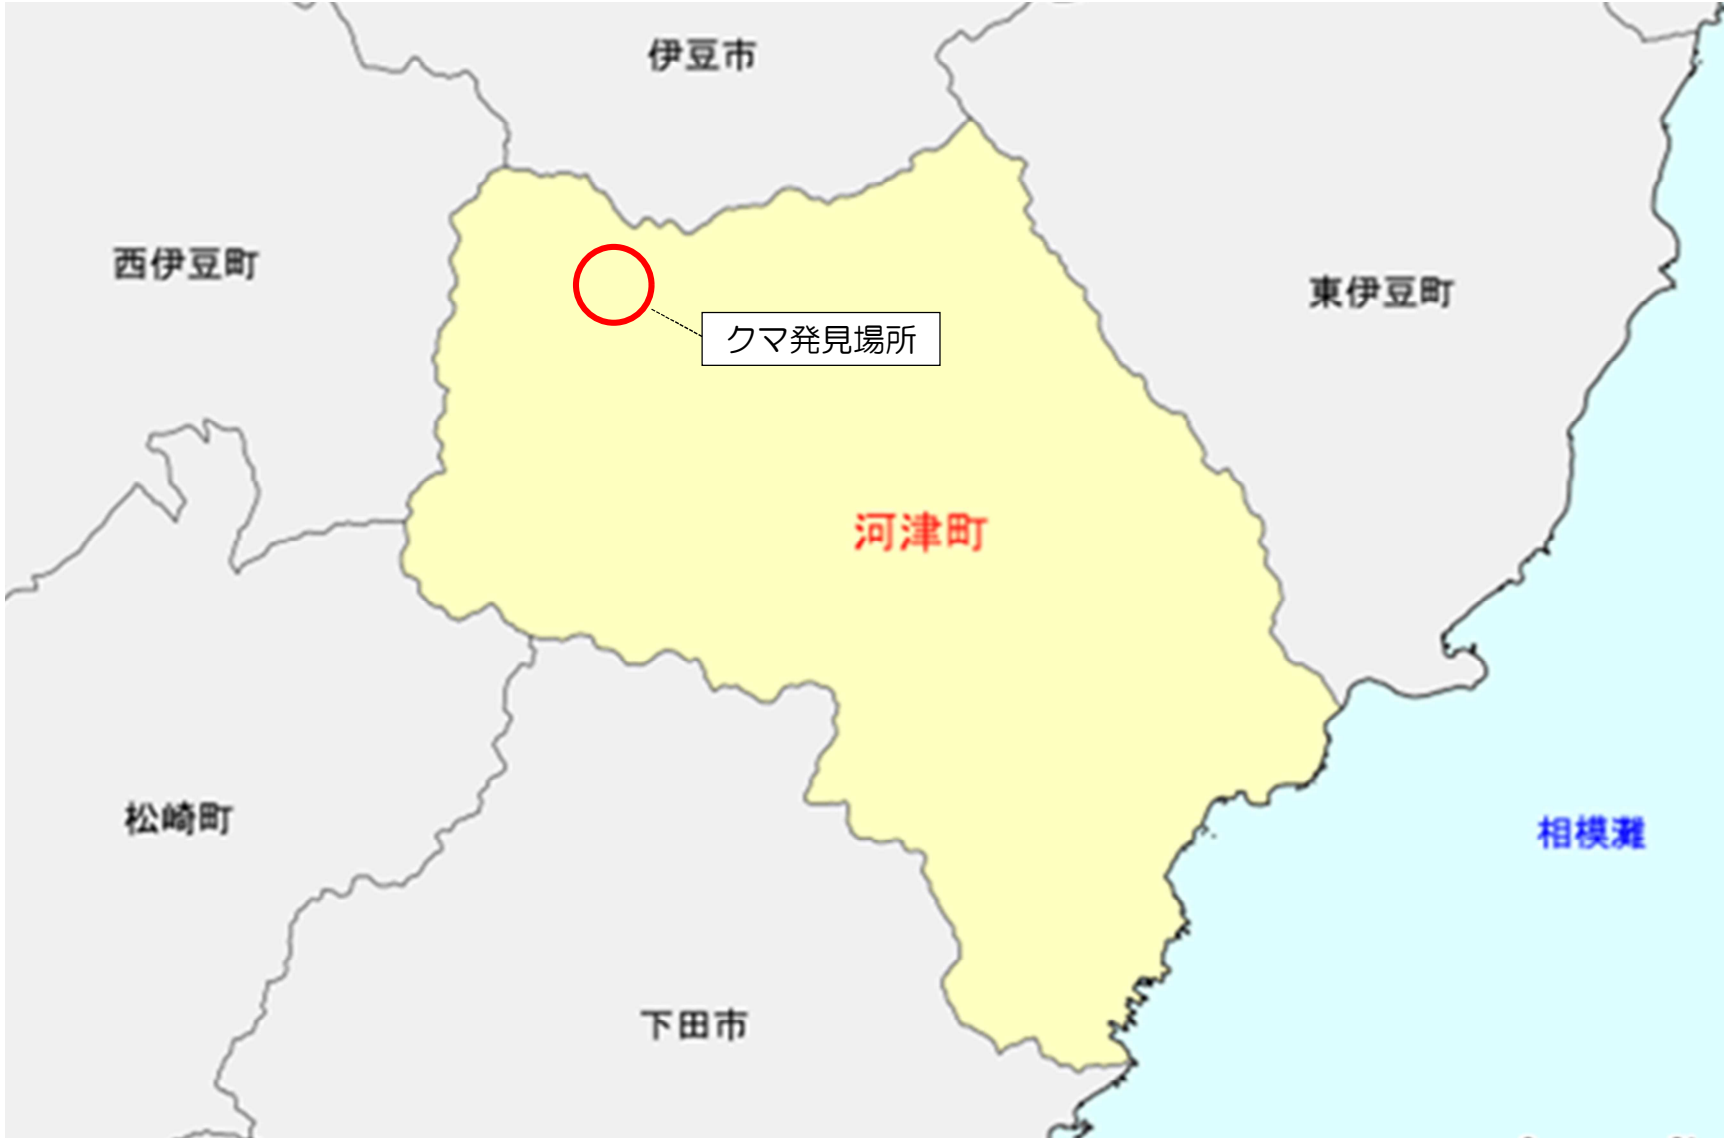 伊豆市
西伊豆町
東伊豆町
クマ発見場所
河津町
松崎町
相模灘
下田市